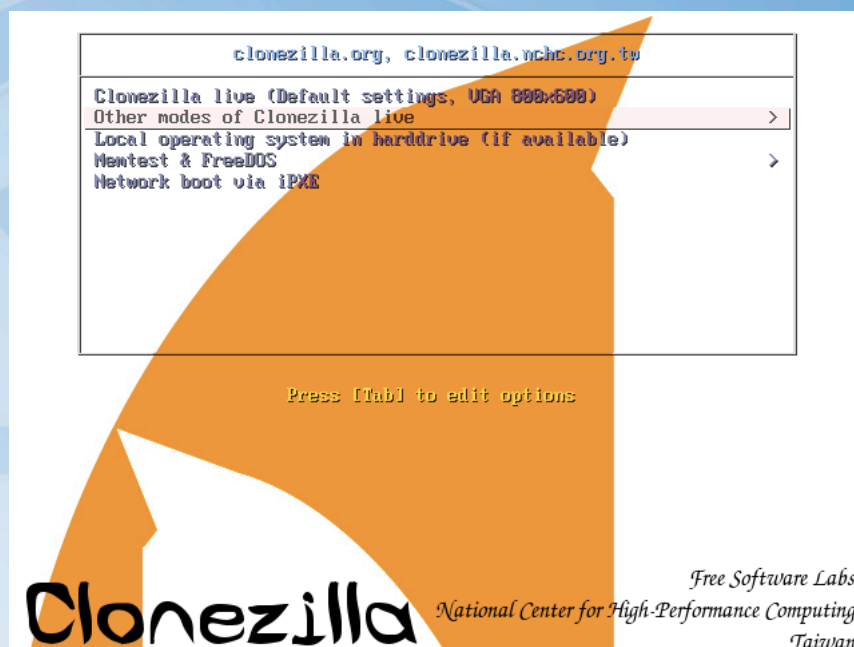 clonezilla.org, clonezilla.nchc.org.tw
Clonezilla live (Default settings, VGA 800x600)
Other modes of Clonezilla live >
Local operating system in harddrive (if available)
Memtest & FreeDOS >
Network boot via iPXE
Press [Tab] to edit options
Free Software Labs
Clonezilla National Center for High-Performance Computing
Taiwan